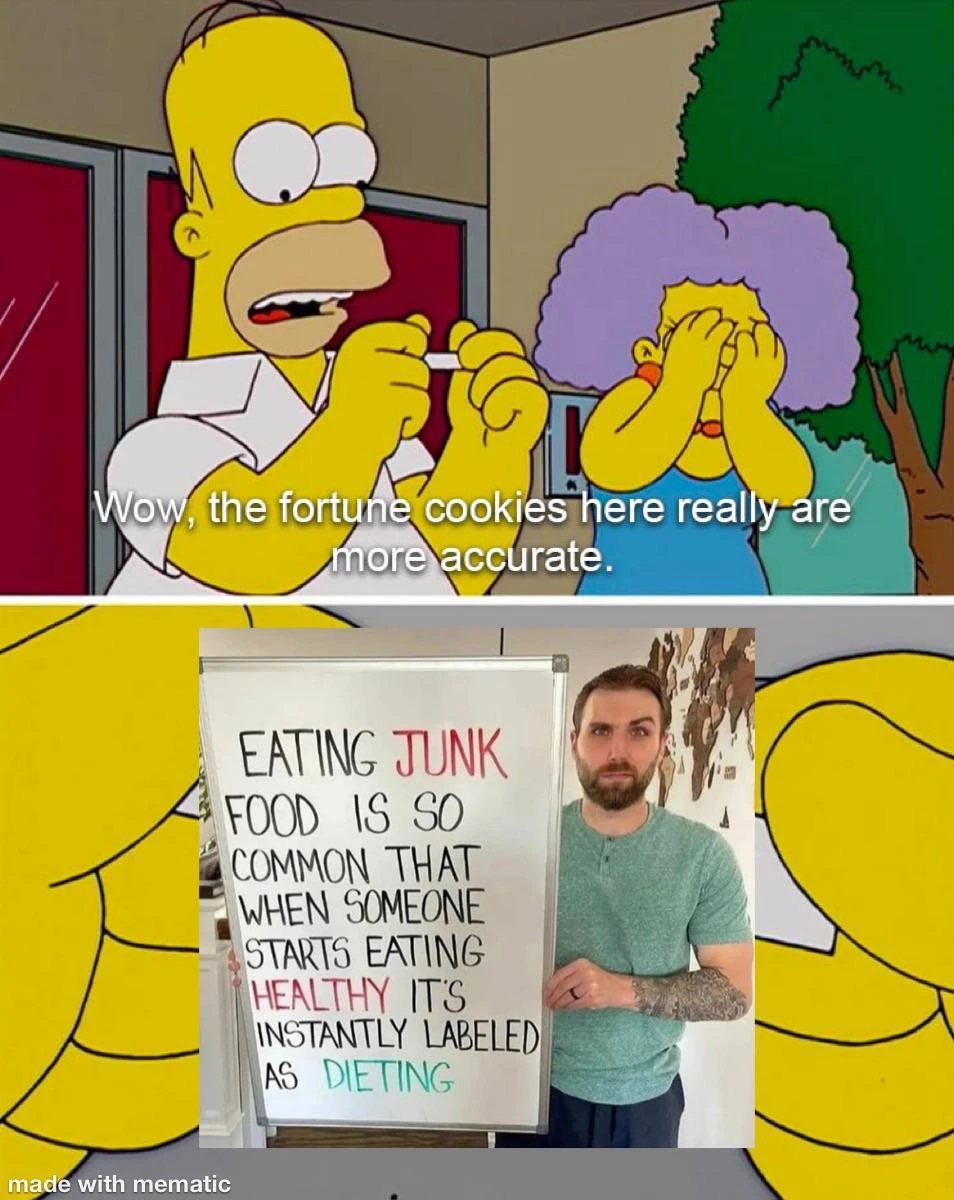 Wow, the fortune cookies here really are
more accurate.
EATING JUNK
FOOD IS SO
COMMON THAT
WHEN SOMEONE
STARTS EATING
HEALTHY IT'S
INSTANTLY LABELED
AS DIETING
made with mematic